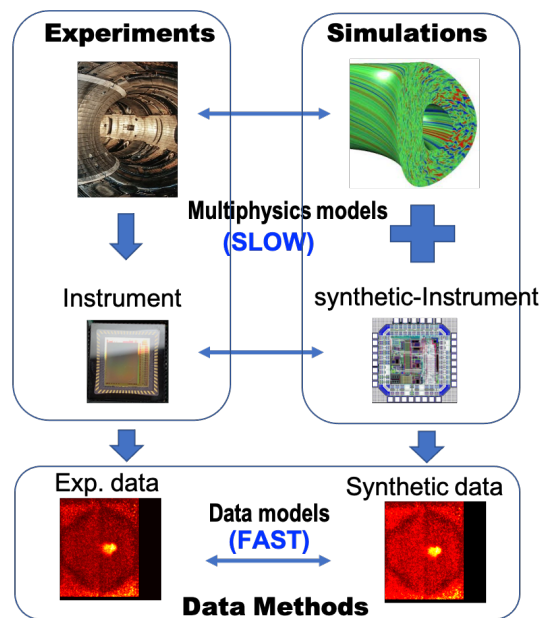 Experiments
Simulations
Multiphysics models
(SLOW)
Instrument
synthetic-Instrument
Exp. data
Synthetic data
Data models
(FAST)
Data Methods